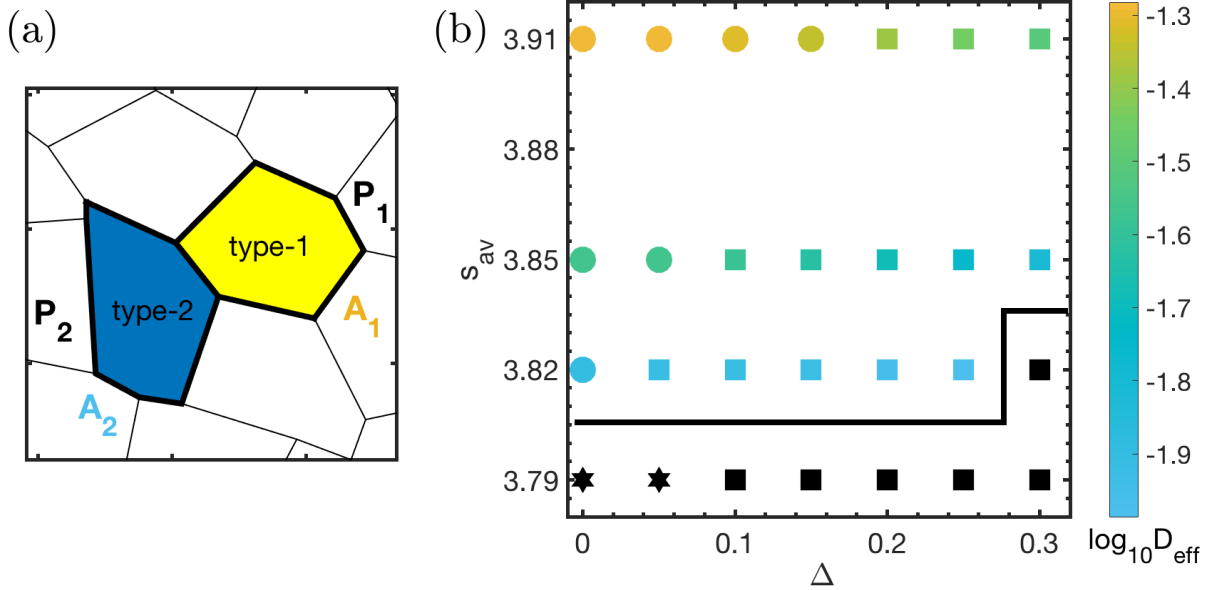 (a)
P1
type-1
type-2
P2
A1
A2
(b)
3.91
3.88
3.85
3.82
3.79
sav
0
0.1
0.2
0.3
Δ
-1.3
-1.4
-1.5
-1.6
-1.7
-1.8
-1.9
log10Deff